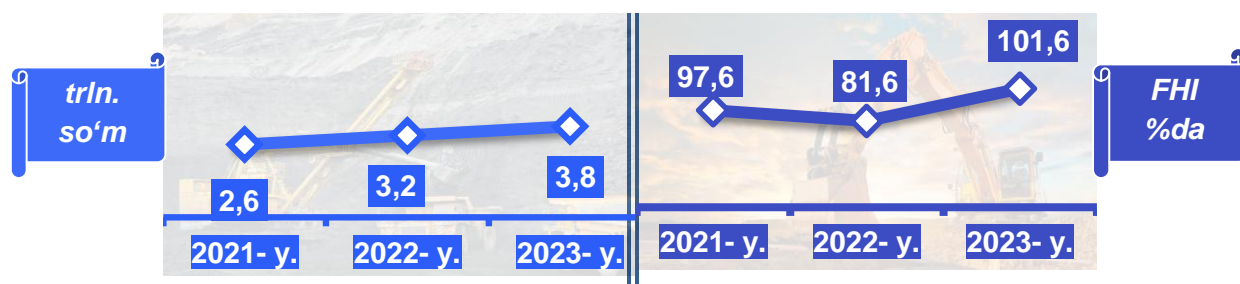 trln.
so‘m
2,6
3,2
3,8
2021- y.
2022- y.
2023- y.
97,6
81,6
101,6
2021- y.
2022- y.
2023- y.
FHI
%da